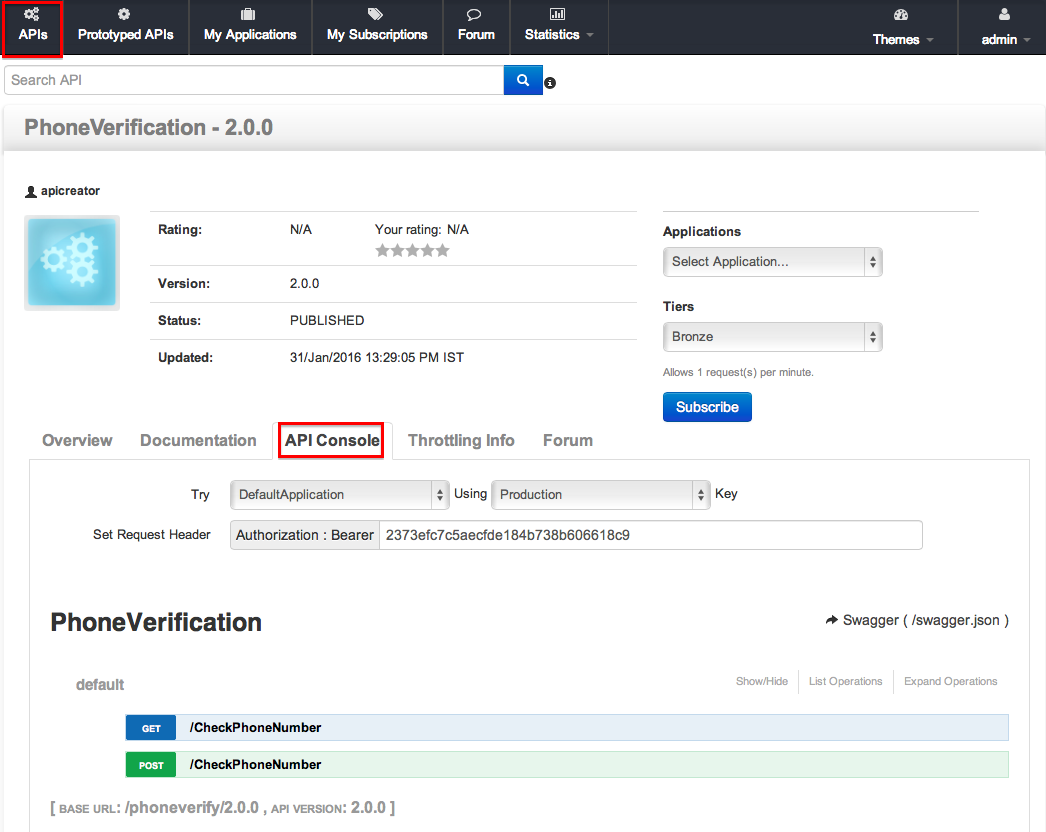 APIs Prototyped APIs My Applications My Subscriptions Forum Statistics Themes admin
Search API
PhoneVerification - 2.0.0
apicreator
Rating: N/A Your rating: N/A
Version: 2.0.0
Status: PUBLISHED
Updated: 31/Jan/2016 13:29:05 PM IST
Applications
Select Application...
Tiers
Bronze
Allows 1 request(s) per minute.
Subscribe
Overview Documentation API Console Throttling Info Forum
Try DefaultApplication Using Production Key
Set Request Header Authorization : Bearer 2373efc7c5aecfde184b738b606618c9
PhoneVerification
Swagger ( /swagger.json )
default Show/Hide List Operations Expand Operations
GET /CheckPhoneNumber
POST /CheckPhoneNumber
[ BASE URL: /phoneverify/2.0.0 , API VERSION: 2.0.0 ]